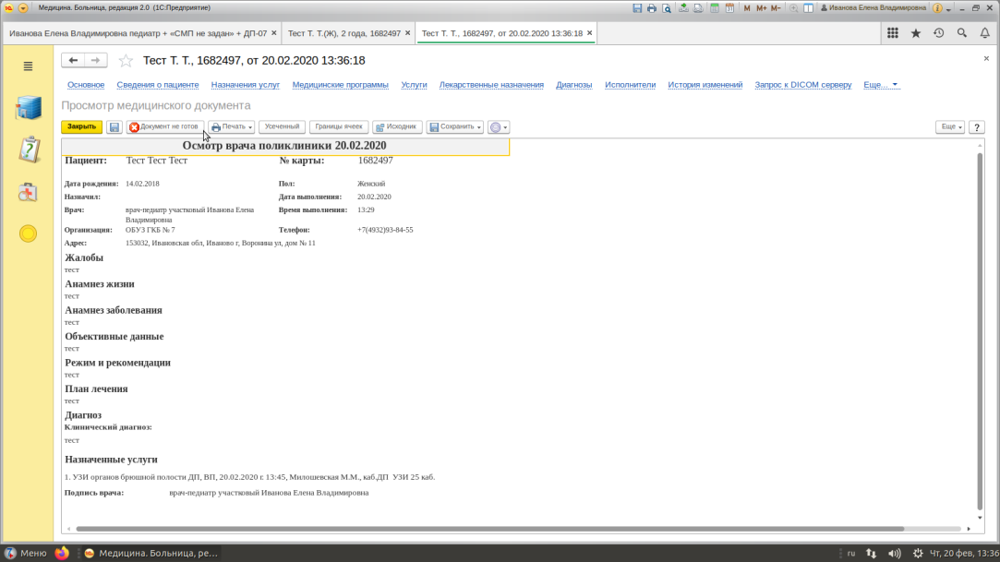 Медицина. Больница, редакция 2.0 (1С:Предприятие)
M M+ M- Иванова Елена Владимировна
Иванова Елена Владимировна педиатр + «СМП не задан» + ДП-07 × Тест Т. Т.(Ж), 2 года, 1682497 × Тест Т. Т., 1682497, от 20.02.2020 13:36:18 ×
Тест Т. Т., 1682497, от 20.02.2020 13:36:18
Основное Сведения о пациенте Назначения услуг Медицинские программы Услуги Лекарственные назначения Диагнозы Исполнители История изменений Запрос к DICOM серверу Еще...
Просмотр медицинского документа
Закрыть Документ не готов Печать Усеченный Границы ячеек Исходник Сохранить Еще ?
Осмотр врача поликлиники 20.02.2020
Пациент: Тест Тест Тест № карты: 1682497
Дата рождения: 14.02.2018 Пол: Женский
Назначил: Дата выполнения: 20.02.2020
Врач: врач-педиатр участковый Иванова Елена Владимировна Время выполнения: 13:29
Организация: ОБУЗ ГКБ № 7 Телефон: +7(4932)93-84-55
Адрес: 153032, Ивановская обл, Иваново г, Воронина ул, дом № 11
Жалобы
тест
Анамнез жизни
тест
Анамнез заболевания
тест
Объективные данные
тест
Режим и рекомендации
тест
План лечения
тест
Диагноз
Клинический диагноз:
тест
Назначенные услуги
1. УЗИ органов брюшной полости ДП, ВП, 20.02.2020 г. 13:45, Милошевская М.М., каб.ДП УЗИ 25 каб.
Подпись врача: врач-педиатр участковый Иванова Елена Владимировна
Меню Медицина. Больница, ре... ru Чт, 20 фев, 13:36